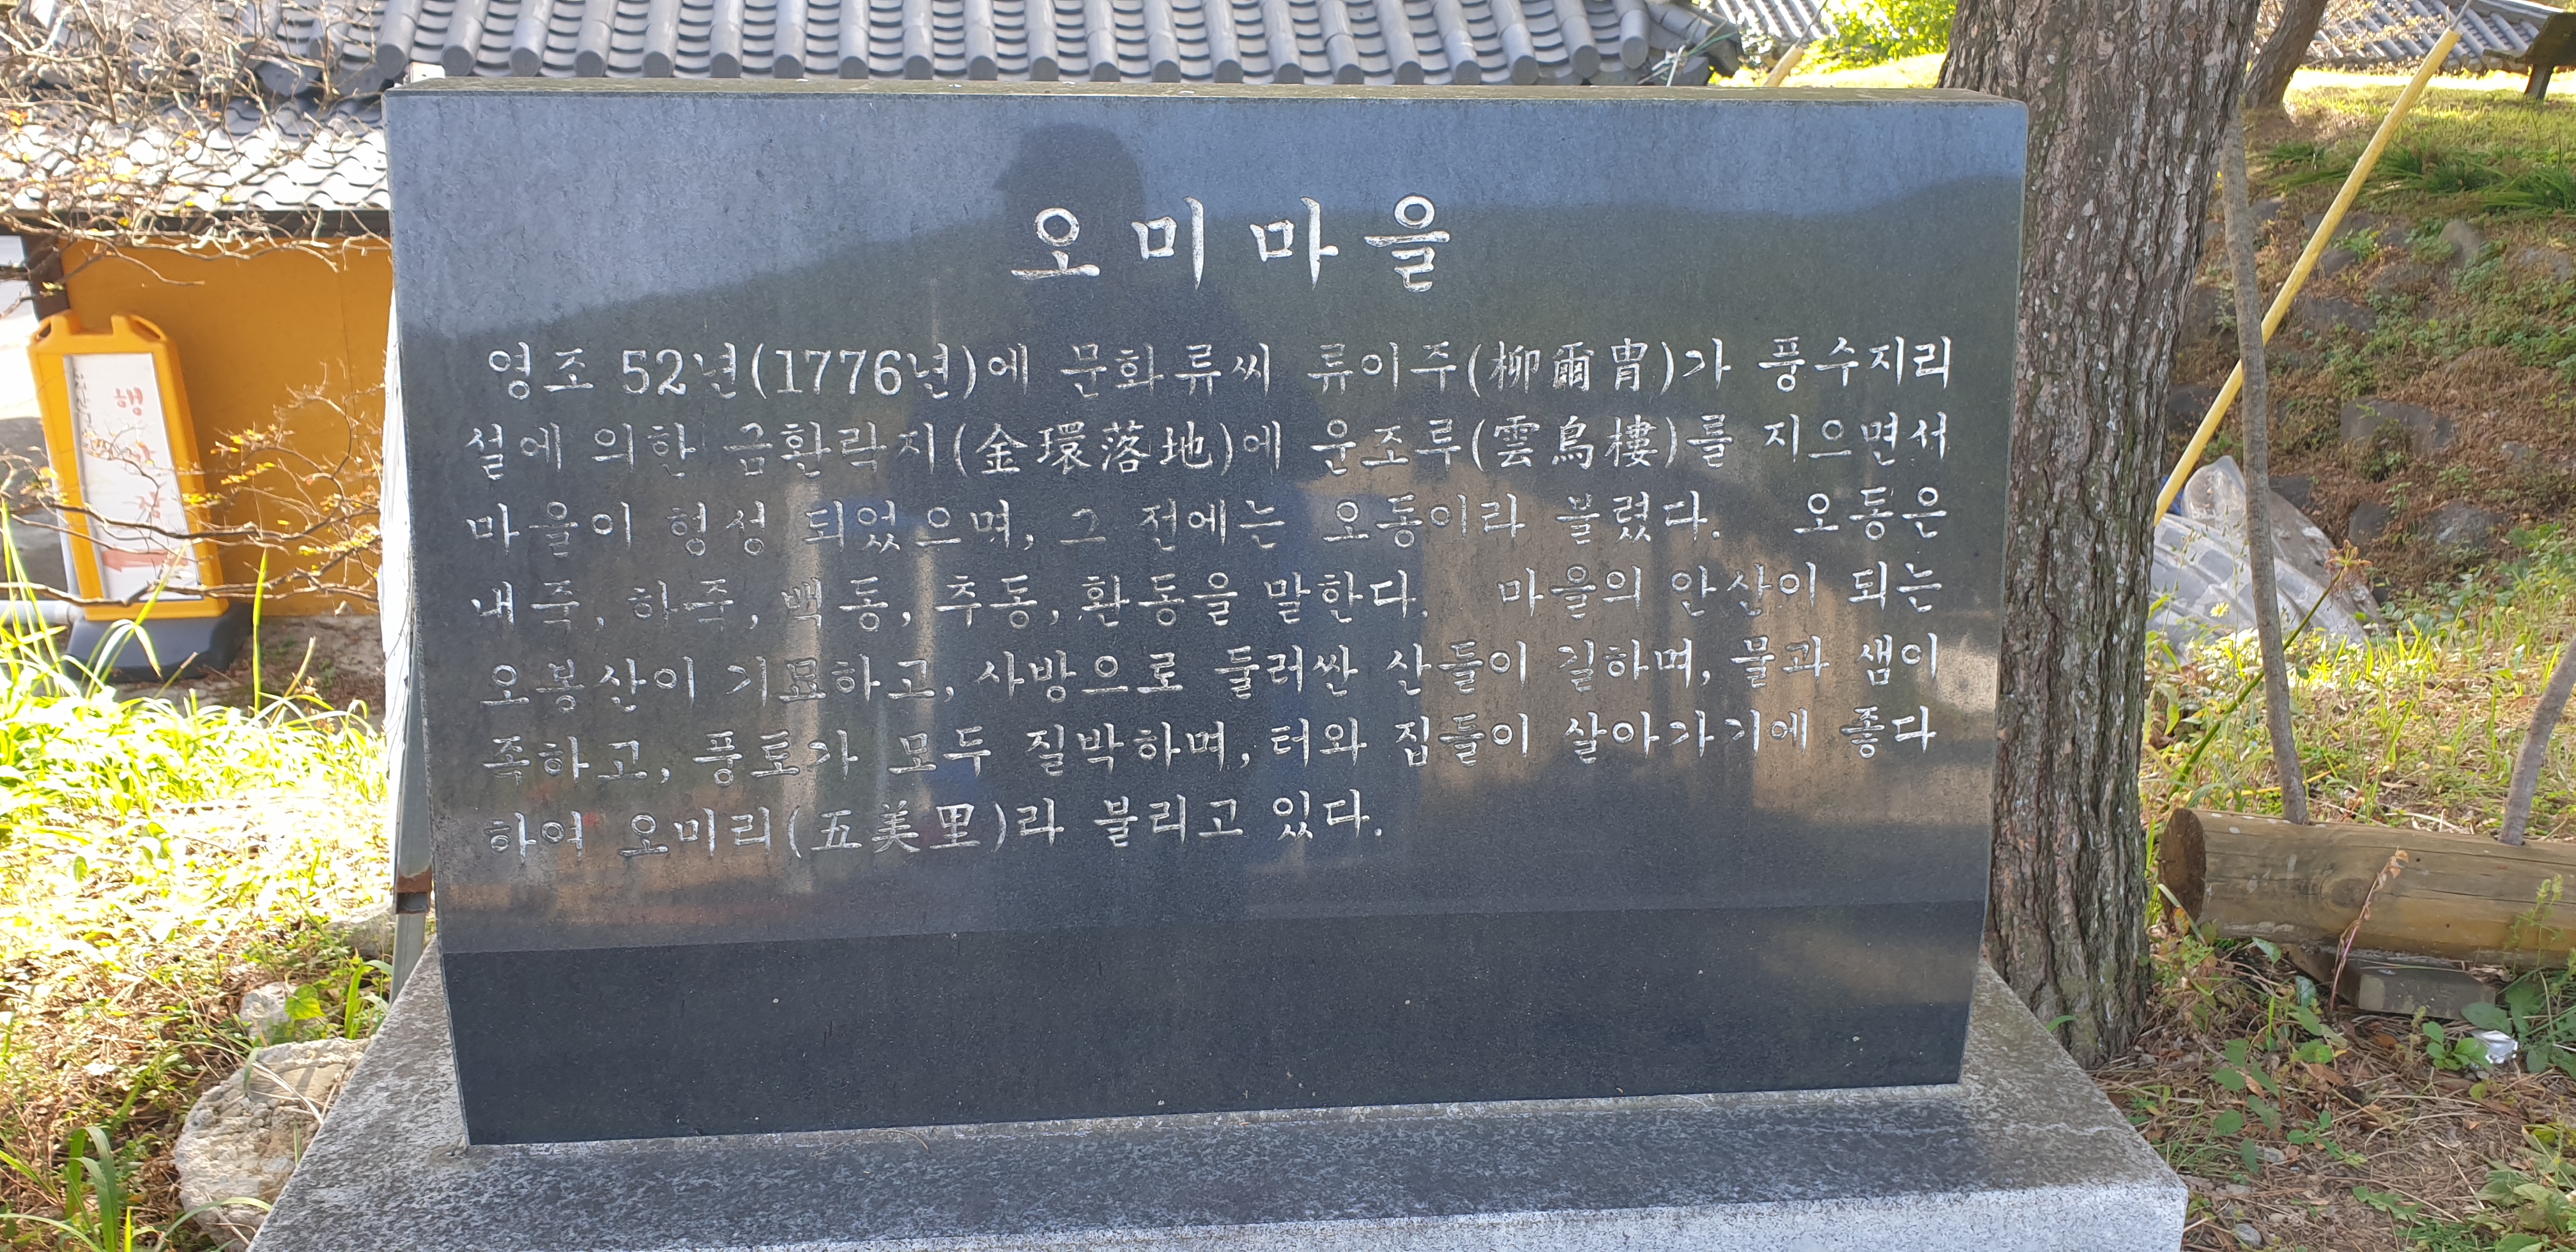 오미마을
영조 52년(1776년)에 문화류씨 류이주(柳爾冑)가 풍수지리
설에 의한 금환락지(金環落地)에 운조루(雲鳥樓)를 지으면서
마을이 형성 되었으며, 그 전에는 오동이라 불렸다. 오동은
내죽, 하죽, 백동, 추동, 환동을 말한다. 마을의 안산이 되는
오봉산이 기묘하고, 사방으로 둘러싼 산들이 길하며, 물과 샘이
족하고, 풍토가 모두 질박하며, 터와 집들이 살아가기에 좋다
하여 오미리(五美里)라 불리고 있다.